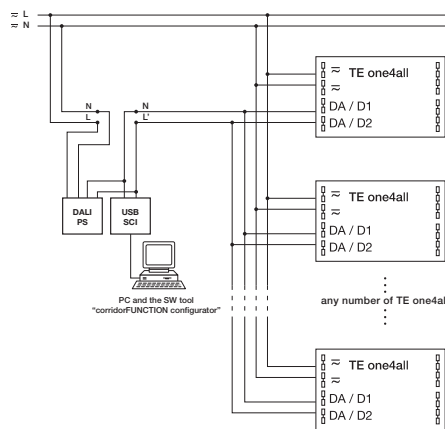 ≂ L
≂ N
N
L
N
L'
DALI
PS
USB
SCI
PC and the SW tool
"corridorFUNCTION configurator"
≂ TE one4all
≂
DA / D1
DA / D2
≂ TE one4all
≂
DA / D1
DA / D2
any number of TE one4al
≂ TE one4all
≂
DA / D1
DA / D2